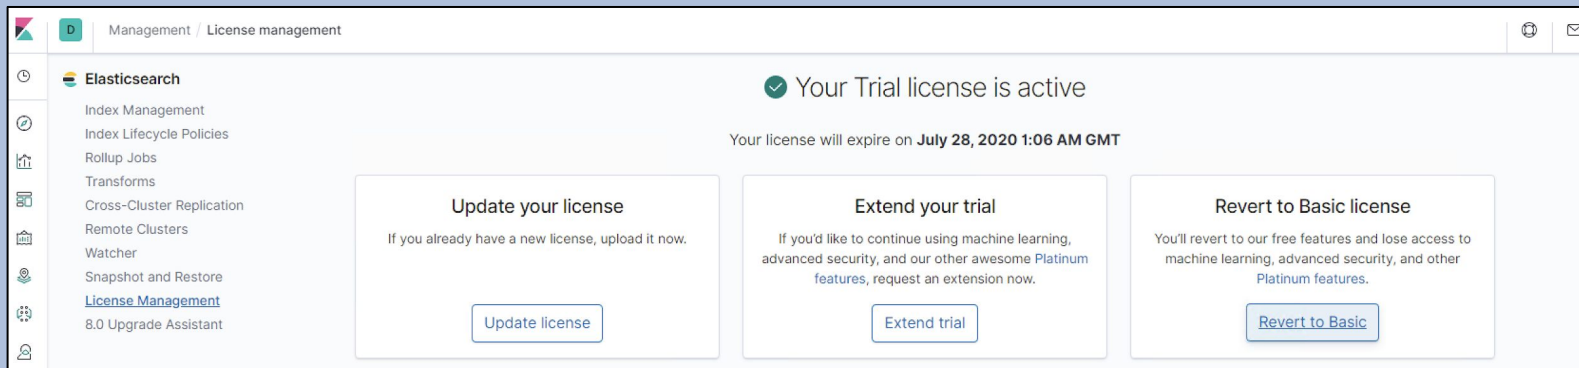 D Management / License management
Elasticsearch
Index Management
Index Lifecycle Policies
Rollup Jobs
Transforms
Cross-Cluster Replication
Remote Clusters
Watcher
Snapshot and Restore
License Management
8.0 Upgrade Assistant
Your Trial license is active
Your license will expire on July 28, 2020 1:06 AM GMT
Update your license
If you already have a new license, upload it now.
Update license
Extend your trial
If you'd like to continue using machine learning,
advanced security, and our other awesome Platinum
features, request an extension now.
Extend trial
Revert to Basic license
You'll revert to our free features and lose access to
machine learning, advanced security, and other
Platinum features.
Revert to Basic